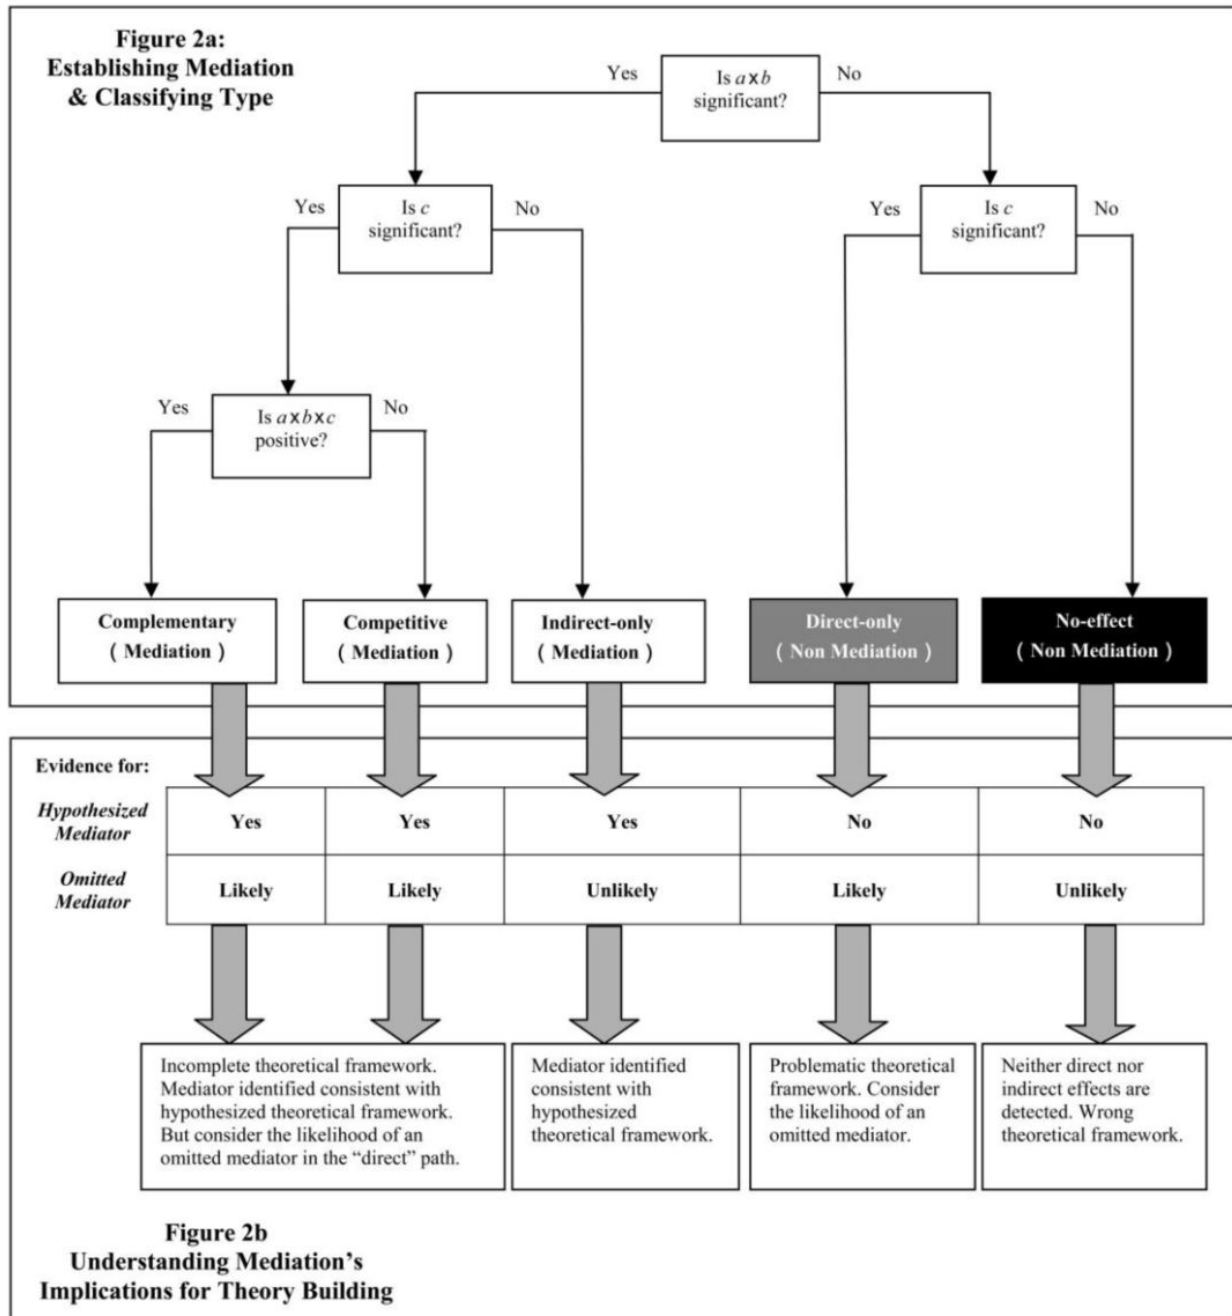 Figure 2a:
Establishing Mediation
& Classifying Type
Yes
Is a x b
significant?
No
Yes
Is c
significant?
No
Yes
Is c
significant?
No
Yes
Is a x b x c
positive?
No
Complementary
( Mediation )
Competitive
( Mediation )
Indirect-only
( Mediation )
Direct-only
( Non Mediation )
No-effect
( Non Mediation )
Evidence for:
Hypothesized
Mediator
Yes
Yes
Yes
No
No
Omitted
Mediator
Likely
Likely
Unlikely
Likely
Unlikely
Incomplete theoretical framework.
Mediator identified consistent with
hypothesized theoretical framework.
But consider the likelihood of an
omitted mediator in the “direct” path.
Mediator identified
consistent with
hypothesized
theoretical framework.
Problematic theoretical
framework. Consider
the likelihood of an
omitted mediator.
Neither direct nor
indirect effects are
detected. Wrong
theoretical framework.
Figure 2b
Understanding Mediation’s
Implications for Theory Building